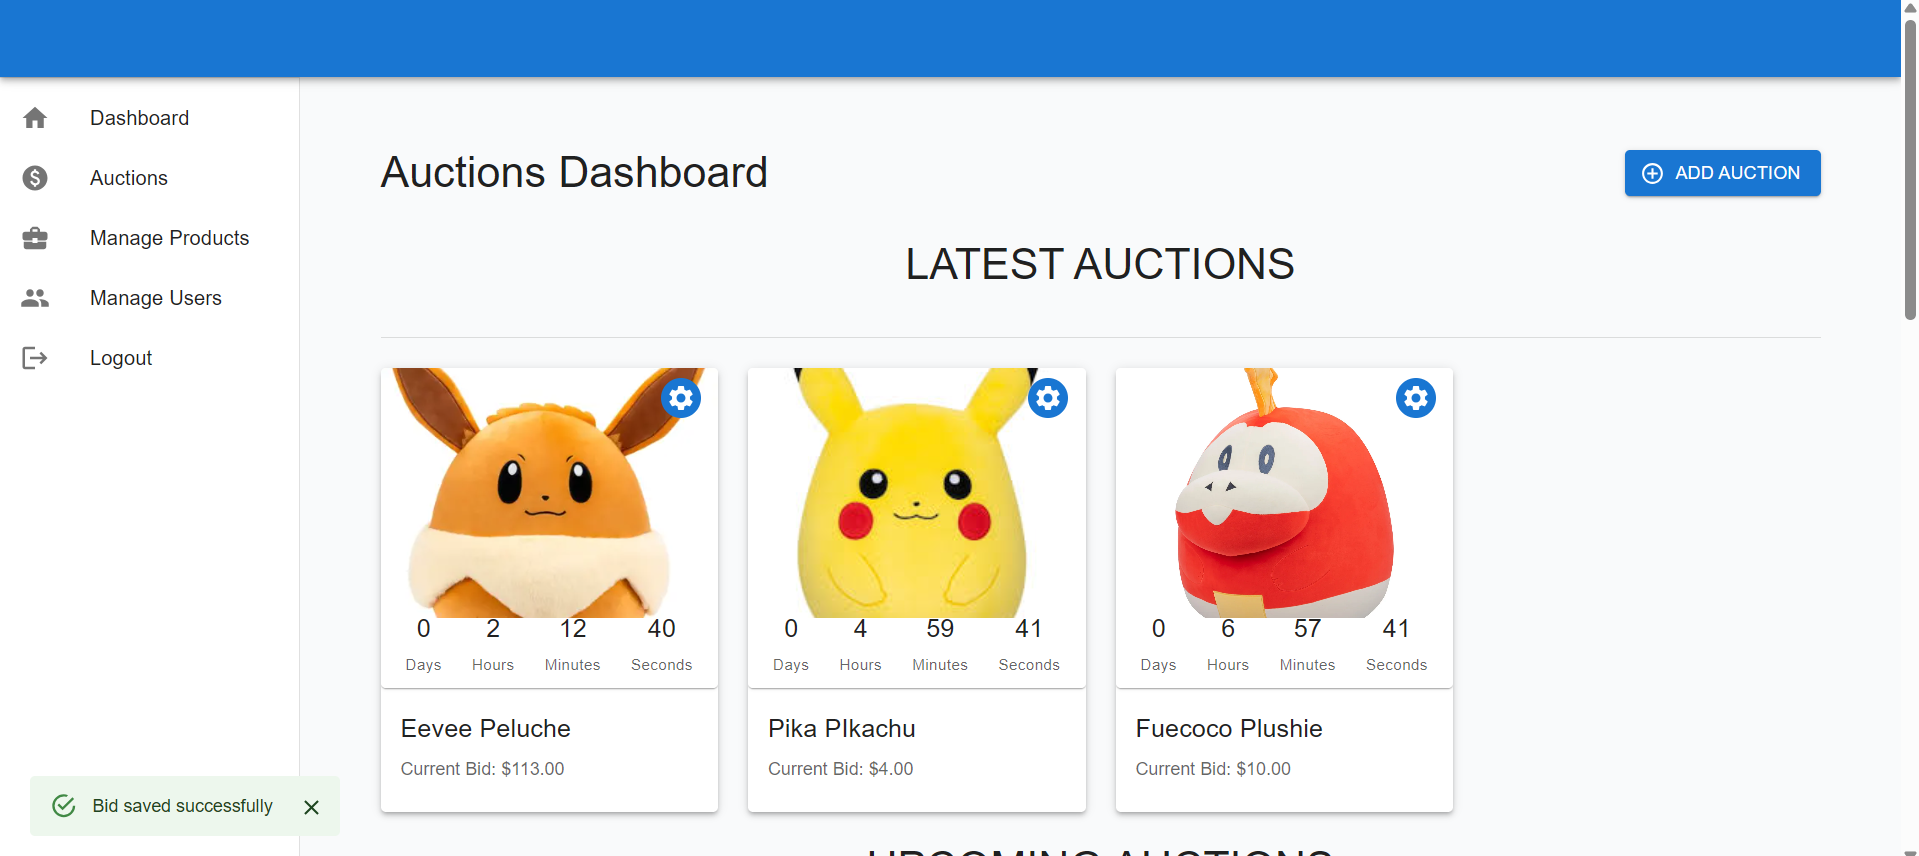 Dashboard
Auctions
Manage Products
Manage Users
Logout
Auctions Dashboard
ADD AUCTION
LATEST AUCTIONS
0 2 12 40
Days Hours Minutes Seconds
Eevee Peluche
Current Bid: $113.00
0 4 59 41
Days Hours Minutes Seconds
Pika PIkachu
Current Bid: $4.00
0 6 57 41
Days Hours Minutes Seconds
Fuecoco Plushie
Current Bid: $10.00
Bid saved successfully
UPCOMING AUCTIONS